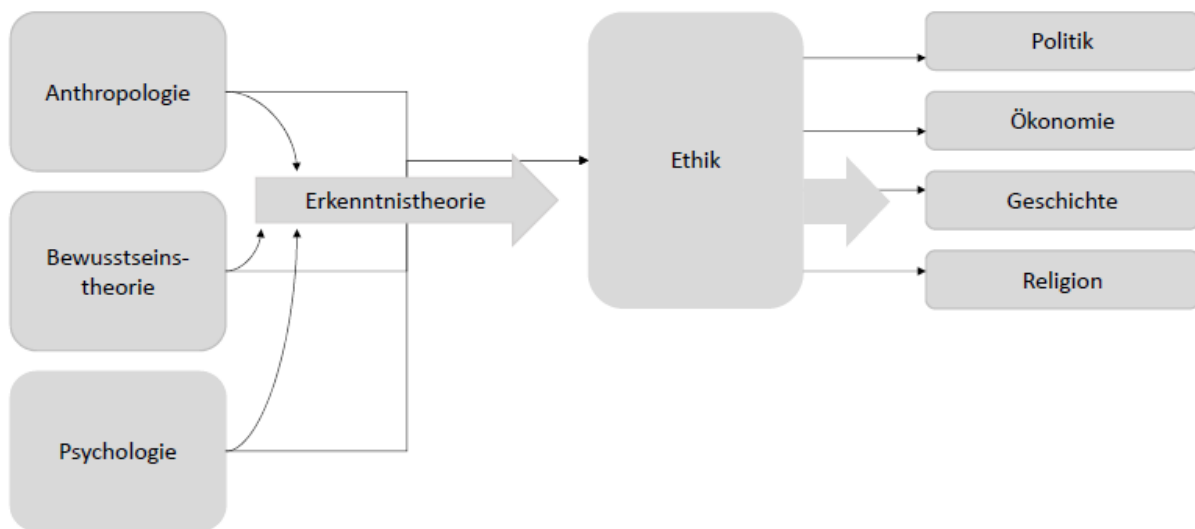 Anthropologie
Bewusstseins-
theorie
Psychologie
Erkenntnistheorie
Ethik
Politik
Ökonomie
Geschichte
Religion